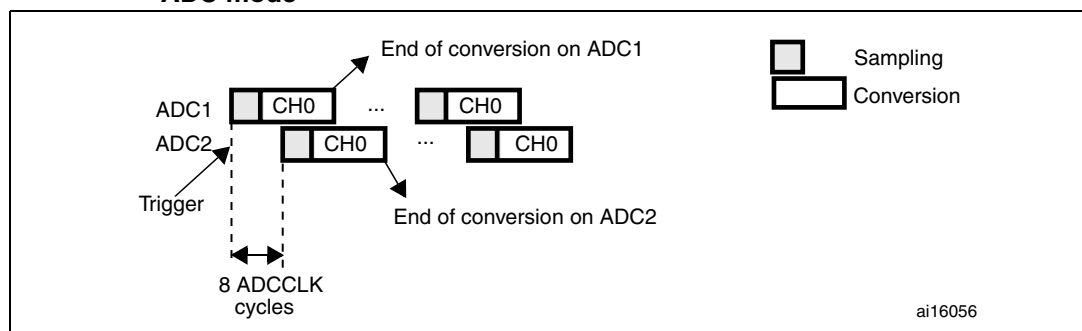 ADC mode
End of conversion on ADC1
Sampling
ADC1
CH0
...
CH0
Conversion
ADC2
CH0
...
CH0
Trigger
End of conversion on ADC2
8 ADCCLK
cycles
ai16056